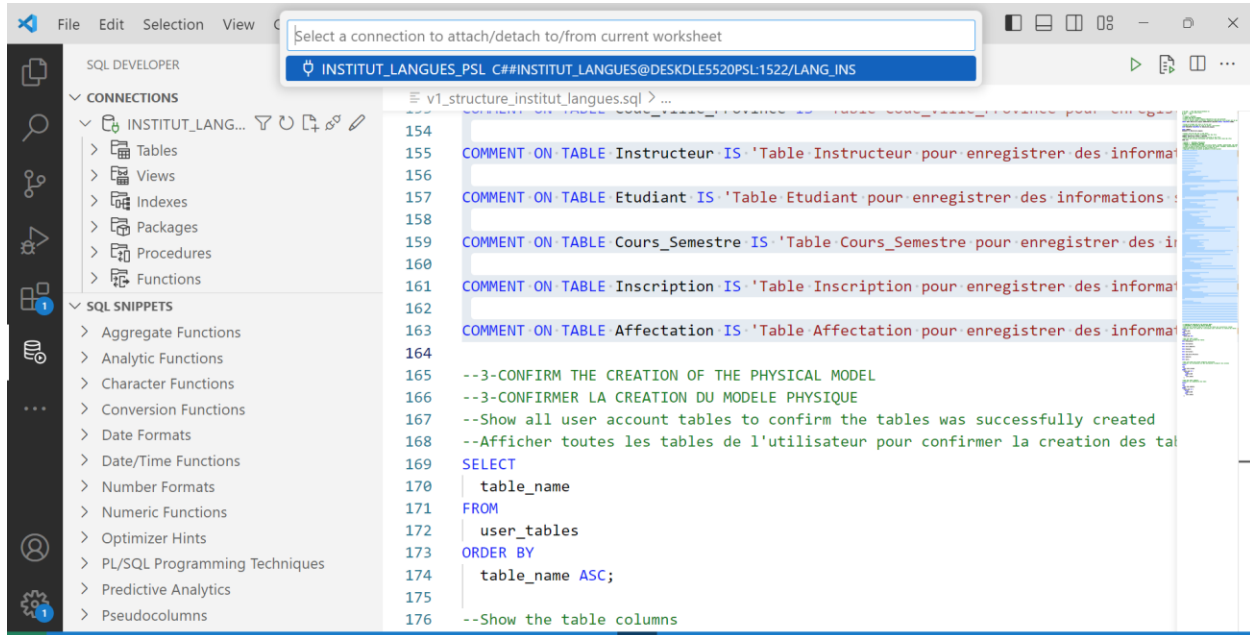 File Edit Selection View
Select a connection to attach/detach to/from current worksheet
INSTITUT_LANGUES_PSL C##INSTITUT_LANGUES@DESKDLE5520PSL:1522/LANG_INS
SQL DEVELOPER
CONNECTIONS
INSTITUT_LANG...
Tables
Views
Indexes
Packages
Procedures
Functions
SQL SNIPPETS
Aggregate Functions
Analytic Functions
Character Functions
Conversion Functions
Date Formats
Date/Time Functions
Number Formats
Numeric Functions
Optimizer Hints
PL/SQL Programming Techniques
Predictive Analytics
Pseudocolumns
1
1
v1_structure_institut_langues.sql > ...
154
155 COMMENT ON TABLE Instructeur IS 'Table Instructeur pour enregistrer des informat
156
157 COMMENT ON TABLE Etudiant IS 'Table Etudiant pour enregistrer des informations
158
159 COMMENT ON TABLE Cours_Semestre IS 'Table Cours_Semestre pour enregistrer des i
160
161 COMMENT ON TABLE Inscription IS 'Table Inscription pour enregistrer des informat
162
163 COMMENT ON TABLE Affectation IS 'Table Affectation pour enregistrer des informat
164
165 --3-CONFIRM THE CREATION OF THE PHYSICAL MODEL
166 --3-CONFIRMER LA CREATION DU MODELE PHYSIQUE
167 --Show all user account tables to confirm the tables was successfully created
168 --Afficher toutes les tables de l'utilisateur pour confirmer la creation des tab
169 SELECT
170 table_name
171 FROM
172 user_tables
173 ORDER BY
174 table_name ASC;
175
176 --Show the table columns